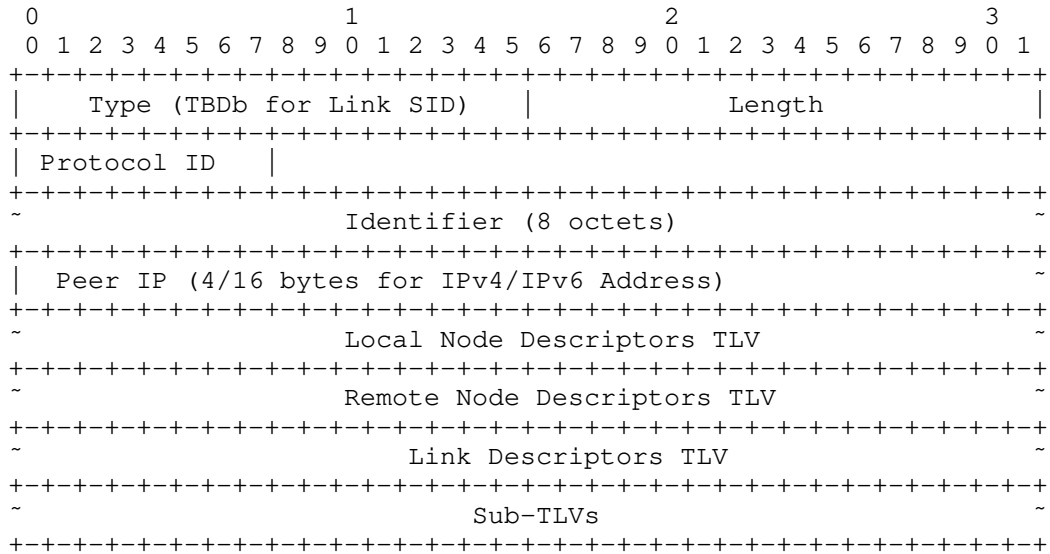 0                   1                   2                   3
 0 1 2 3 4 5 6 7 8 9 0 1 2 3 4 5 6 7 8 9 0 1 2 3 4 5 6 7 8 9 0 1
+-+-+-+-+-+-+-+-+-+-+-+-+-+-+-+-+-+-+-+-+-+-+-+-+-+-+-+-+-+-+-+-+
|    Type (TBDb for Link SID)   |            Length             |
+-+-+-+-+-+-+-+-+-+-+-+-+-+-+-+-+-+-+-+-+-+-+-+-+-+-+-+-+-+-+-+-+
| Protocol ID   |
+-+-+-+-+-+-+-+-+-+-+-+-+-+-+-+-+-+-+-+-+-+-+-+-+-+-+-+-+-+-+-+-+
~                    Identifier (8 octets)                      ~
+-+-+-+-+-+-+-+-+-+-+-+-+-+-+-+-+-+-+-+-+-+-+-+-+-+-+-+-+-+-+-+-+
|  Peer IP (4/16 bytes for IPv4/IPv6 Address)                   ~
+-+-+-+-+-+-+-+-+-+-+-+-+-+-+-+-+-+-+-+-+-+-+-+-+-+-+-+-+-+-+-+-+
~                    Local Node Descriptors TLV                 ~
+-+-+-+-+-+-+-+-+-+-+-+-+-+-+-+-+-+-+-+-+-+-+-+-+-+-+-+-+-+-+-+-+
~                    Remote Node Descriptors TLV                ~
+-+-+-+-+-+-+-+-+-+-+-+-+-+-+-+-+-+-+-+-+-+-+-+-+-+-+-+-+-+-+-+-+
~                        Link Descriptors TLV                   ~
+-+-+-+-+-+-+-+-+-+-+-+-+-+-+-+-+-+-+-+-+-+-+-+-+-+-+-+-+-+-+-+-+
~                            Sub-TLVs                           ~
+-+-+-+-+-+-+-+-+-+-+-+-+-+-+-+-+-+-+-+-+-+-+-+-+-+-+-+-+-+-+-+-+